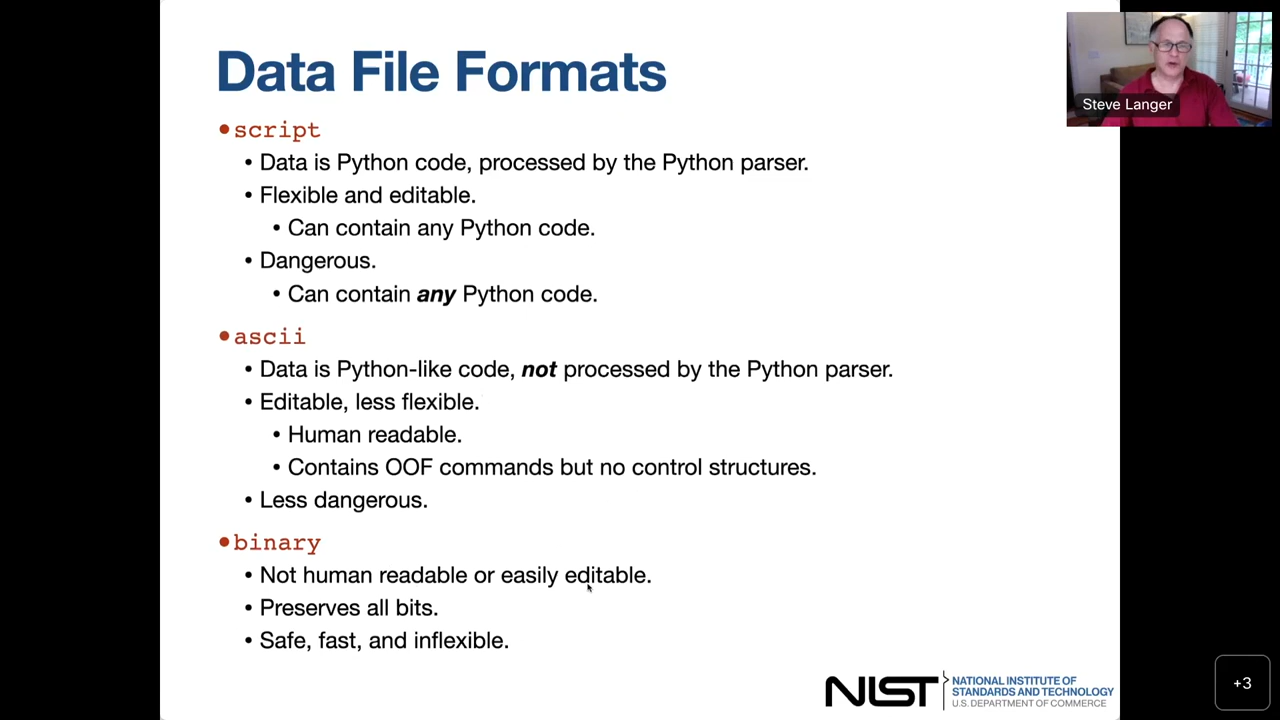 Data File Formats
•script
• Data is Python code, processed by the Python parser.
• Flexible and editable.
• Can contain any Python code.
• Dangerous.
• Can contain any Python code.
•ascii
• Data is Python-like code, not processed by the Python parser.
• Editable, less flexible.
• Human readable.
• Contains OOF commands but no control structures.
• Less dangerous.
•binary
• Not human readable or easily editable.
• Preserves all bits.
• Safe, fast, and inflexible.
Steve Langer
NIST
NATIONAL INSTITUTE OF
STANDARDS AND TECHNOLOGY
U.S. DEPARTMENT OF COMMERCE
+3